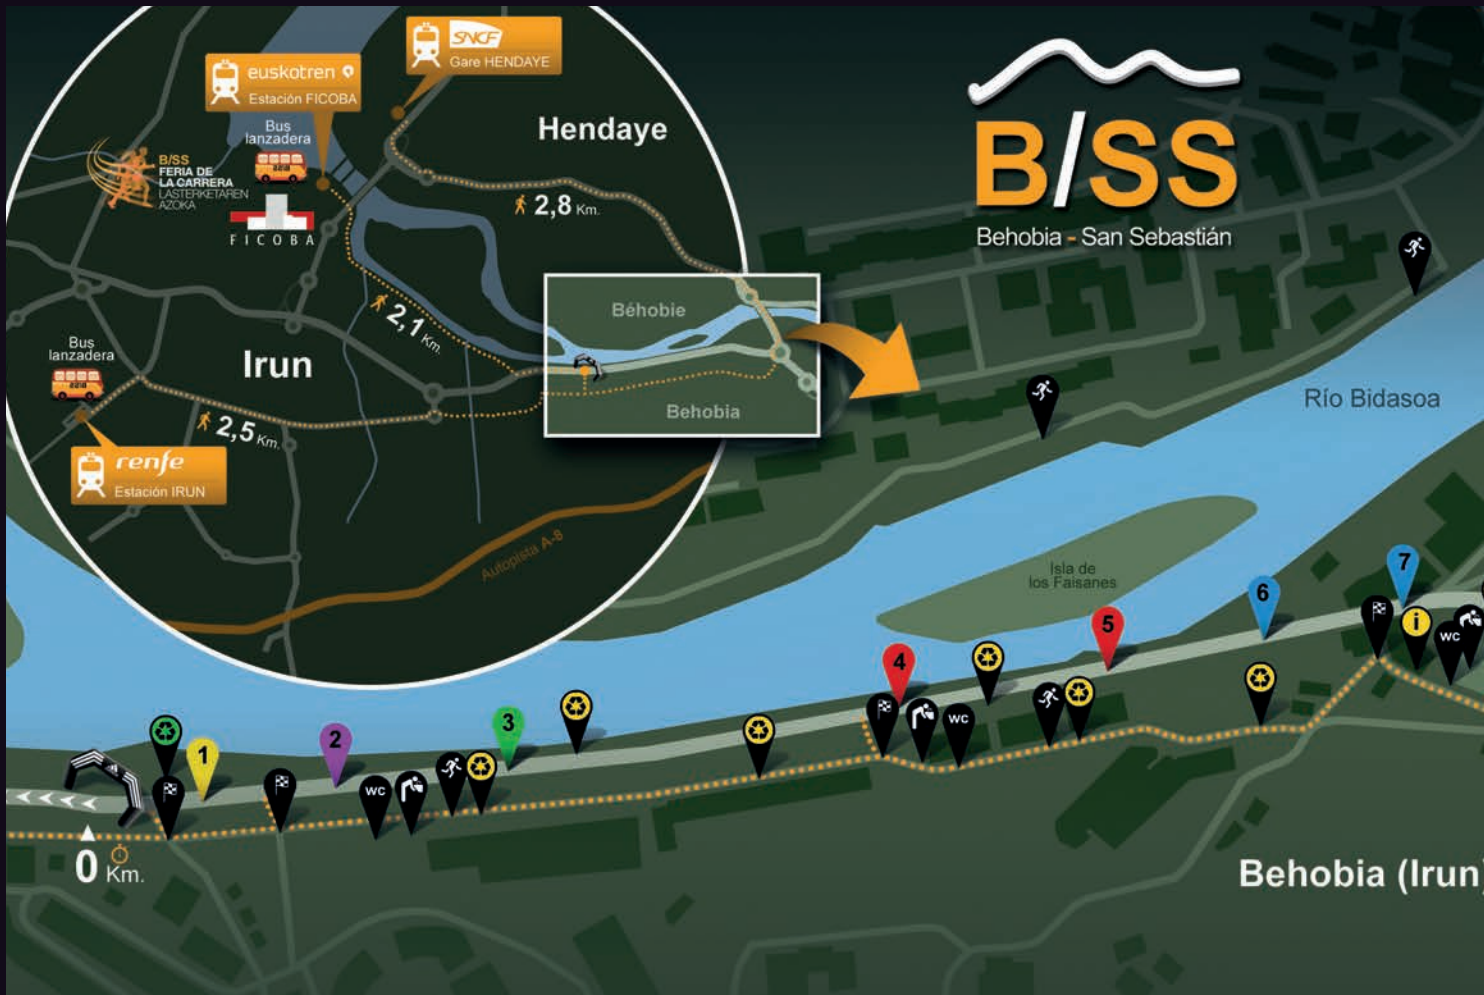 SNCF
Gare HENDAYE
euskotren
Estación FICOBA
Bus
lanzadera
Hendaye
B/SS
FERIA DE
LA CARRERA
LASTERKETAREN
AZOKA
FICOBA
2,8 Km.
B/SS
Behobia - San Sebastián
2,1 Km.
Béhobie
Bus
lanzadera
Irun
Behobia
2,5 Km.
renfe
Estación IRUN
Autopista A-8
Río Bidasoa
Isla de
los Faisanes
7
6
5
4
3
2
1
i
WC
WC
WC
0 Km.
Behobia (Irun)